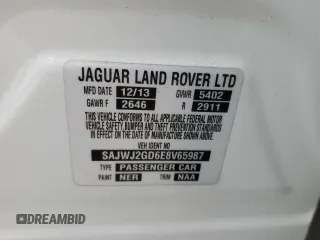 JAGUAR LAND ROVER LTD
MFD DATE 12/13 GVWR 5402
GAWR F 2646 R 2911
THIS VEHICLE CONFORMS TO ALL APPLICABLE FEDERAL MOTOR
VEHICLE SAFETY, BUMPER AND THEFT PREVENTION STANDARDS
IN EFFECT ON THE DATE OF MANUFACTURE
SHOWN ABOVE
VEH IDENT NO
SAJWJ2GD6E8V65987
TYPE PASSENGER CAR
PAINT NER TRIM NAA
DREAMBID